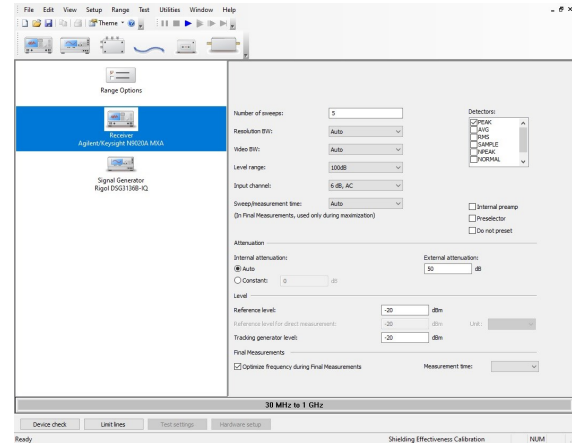 File Edit View Setup Range Test Utilities Window Help
Theme
Range Options
Receiver
Agilent/Keysight N9020A MXA
Signal Generator
Rigol DSG3136B-IQ
Number of sweeps: 5
Detectors:
PEAK
AVG
RMS
SAMPLE
NPEAK
NORMAL
Resolution BW: Auto
Video BW: Auto
Level range: 100dB
Input channel: 6 dB, AC
Sweep/measurement time: Auto
(In Final Measurements, used only during maximization)
Internal preamp
Preselector
Do not preset
Attenuation
Internal attenuation: External attenuation:
Auto 50 dB
Constant: 0 dB
Level
Reference level: -20 dBm
Reference level for direct measurement: -20 dBm Unit:
Tracking generator level: -20 dBm
Final Measurements
Optimize frequency during Final Measurements Measurement time:
30 MHz to 1 GHz
Device check Limit lines Test settings Hardware setup
Ready Shielding Effectiveness Calibration NUM